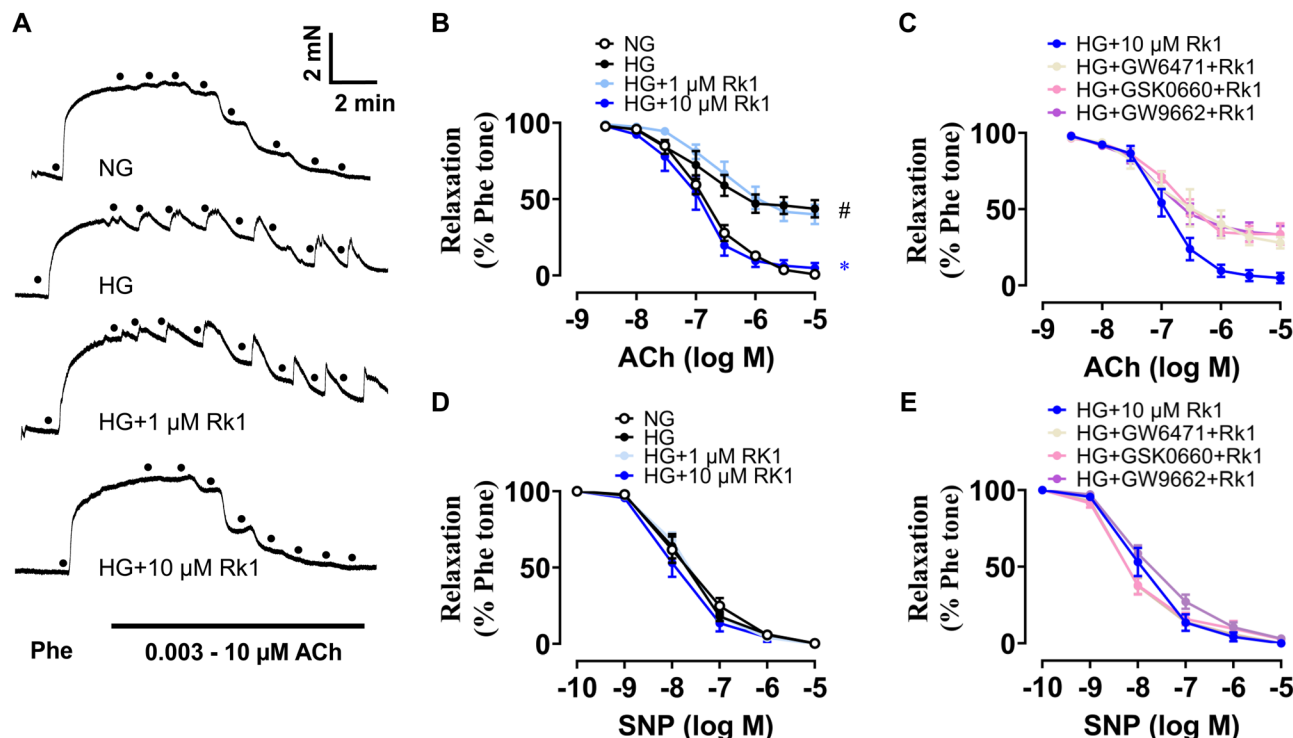 A
2 mN
2 min
NG
HG
HG+1 µM Rk1
HG+10 µM Rk1
Phe
0.003 - 10 µM ACh
B
NG
HG
HG+1 µM Rk1
HG+10 µM Rk1
Relaxation
(% Phe tone)
100
50
0
#
*
-9 -8 -7 -6 -5
ACh (log M)
C
HG+10 µM Rk1
HG+GW6471+Rk1
HG+GSK0660+Rk1
HG+GW9662+Rk1
Relaxation
(% Phe tone)
100
50
0
-9 -8 -7 -6 -5
ACh (log M)
D
NG
HG
HG+1 µM RK1
HG+10 µM RK1
Relaxation
(% Phe tone)
100
50
0
-10 -9 -8 -7 -6 -5
SNP (log M)
E
HG+10 µM Rk1
HG+GW6471+Rk1
HG+GSK0660+Rk1
HG+GW9662+Rk1
Relaxation
(% Phe tone)
100
50
0
-10 -9 -8 -7 -6 -5
SNP (log M)